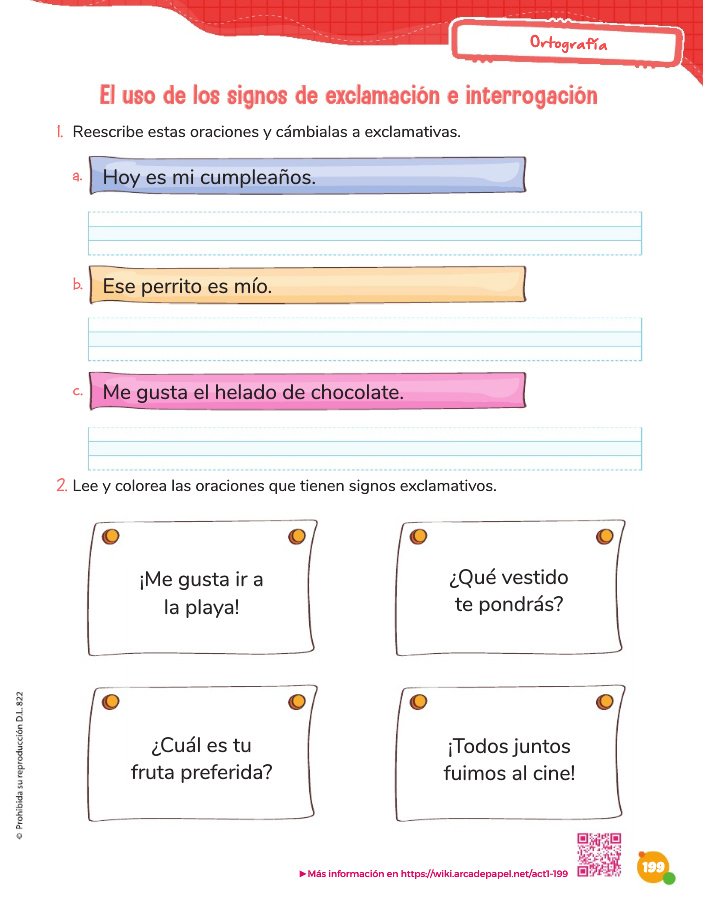 Ortografía
El uso de los signos de exclamación e interrogación
1. Reescribe estas oraciones y cámbialas a exclamativas.
a. Hoy es mi cumpleaños.
b. Ese perrito es mío.
c. Me gusta el helado de chocolate.
2. Lee y colorea las oraciones que tienen signos exclamativos.
¡Me gusta ir a
la playa!
¿Qué vestido
te pondrás?
¿Cuál es tu
fruta preferida?
¡Todos juntos
fuimos al cine!
© Prohibida su reproducción D.L. 822
▶Más información en https://wiki.arcadepapel.net/act1-199
199